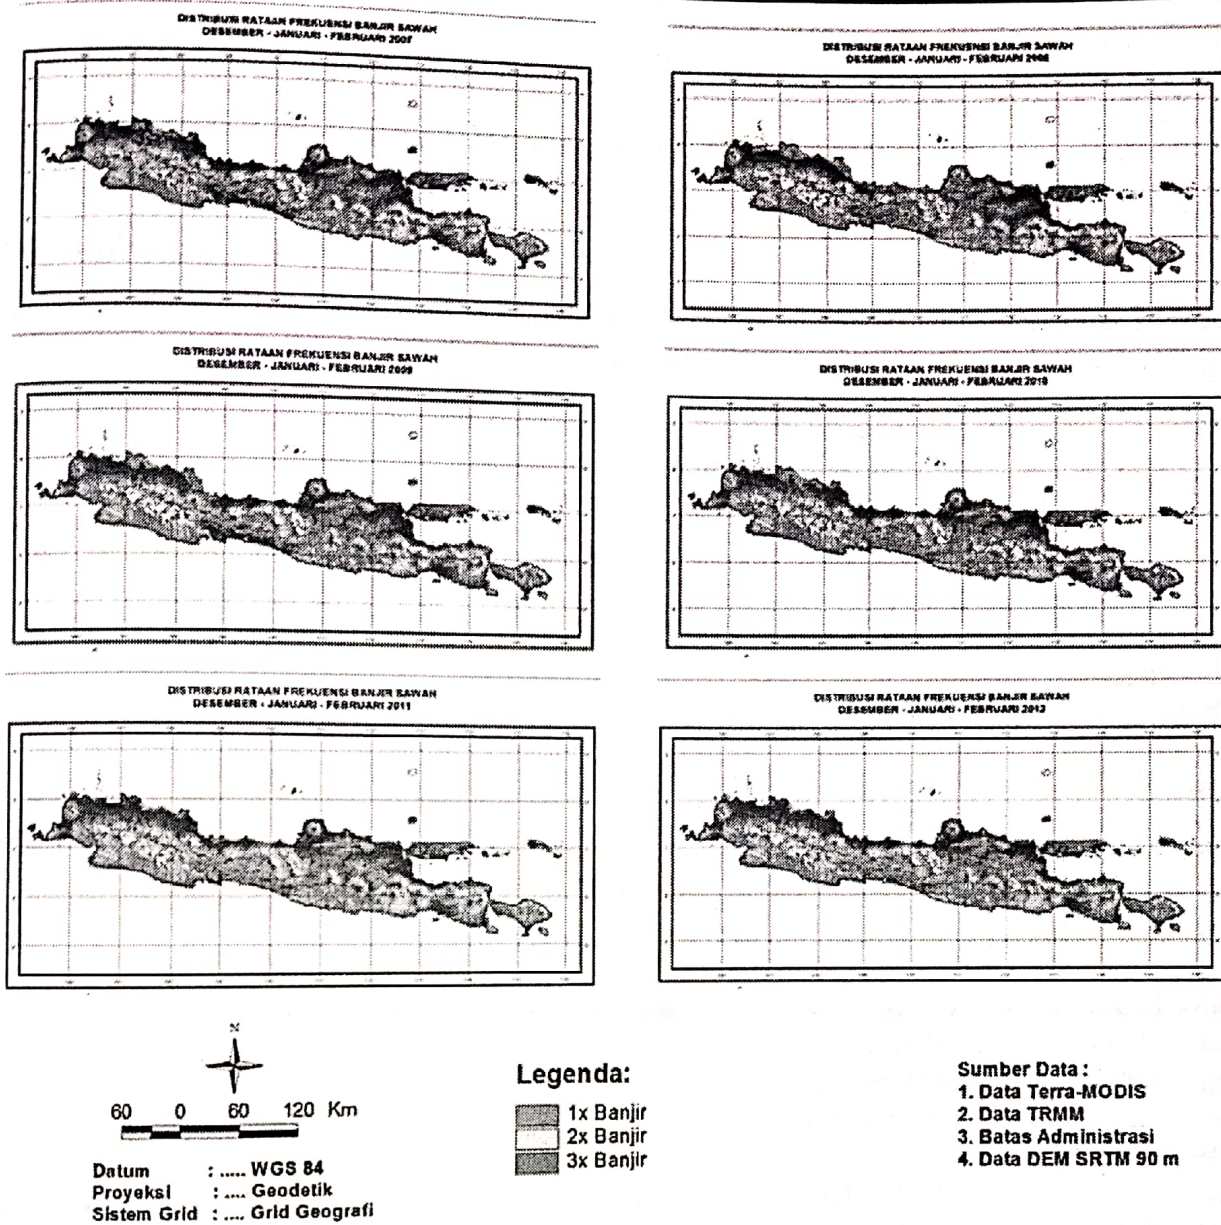 DISTRIBUSI RATAAN FREKUENSI BANJIR SAWAH
DESEMBER - JANUARI - FEBRUARI 2007
DISTRIBUSI RATAAN FREKUENSI BANJIR SAWAH
DESEMBER - JANUARI - FEBRUARI 2008
DISTRIBUSI RATAAN FREKUENSI BANJIR SAWAH
DESEMBER - JANUARI - FEBRUARI 2009
DISTRIBUSI RATAAN FREKUENSI BANJIR SAWAH
DESEMBER - JANUARI - FEBRUARI 2010
DISTRIBUSI RATAAN FREKUENSI BANJIR SAWAH
DESEMBER - JANUARI - FEBRUARI 2011
DISTRIBUSI RATAAN FREKUENSI BANJIR SAWAH
DESEMBER - JANUARI - FEBRUARI 2012
N
60 0 60 120 Km
Datum : ..... WGS 84
Proyeksi : .... Geodetik
Sistem Grid : .... Grid Geografi
Legenda:
1x Banjir
2x Banjir
3x Banjir
Sumber Data :
1. Data Terra-MODIS
2. Data TRMM
3. Batas Administrasi
4. Data DEM SRTM 90 m